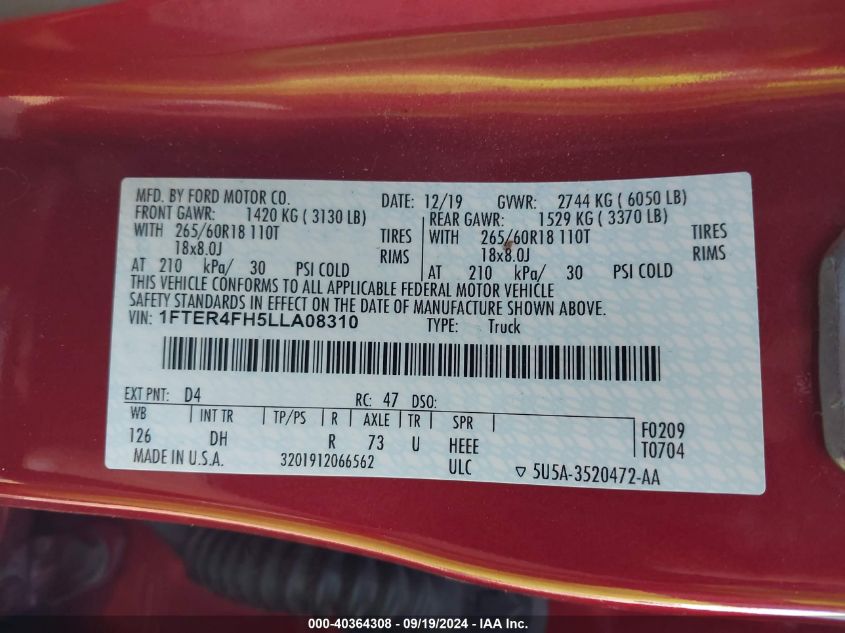 MFD. BY FORD MOTOR CO. DATE: 12/19 GVWR: 2744 KG ( 6050 LB)
FRONT GAWR: 1420 KG ( 3130 LB) REAR GAWR: 1529 KG ( 3370 LB)
WITH 265/60R18 110T TIRES WITH 265/60R18 110T TIRES
18x8.0J RIMS 18x8.0J RIMS
AT 210 kPa/ 30 PSI COLD AT 210 kPa/ 30 PSI COLD
THIS VEHICLE CONFORMS TO ALL APPLICABLE FEDERAL MOTOR VEHICLE
SAFETY STANDARDS IN EFFECT ON THE DATE OF MANUFACTURE SHOWN ABOVE.
VIN: 1FTER4FH5LLA08310 TYPE: Truck
EXT PNT: D4 RC: 47 DSO:
WB INT TR TP/PS R AXLE TR SPR F0209
126 DH R 73 U HEEE T0704
MADE IN U.S.A. 3201912066562 ULC ▽ 5U5A-3520472-AA
000-40364308 - 09/19/2024 - IAA Inc.